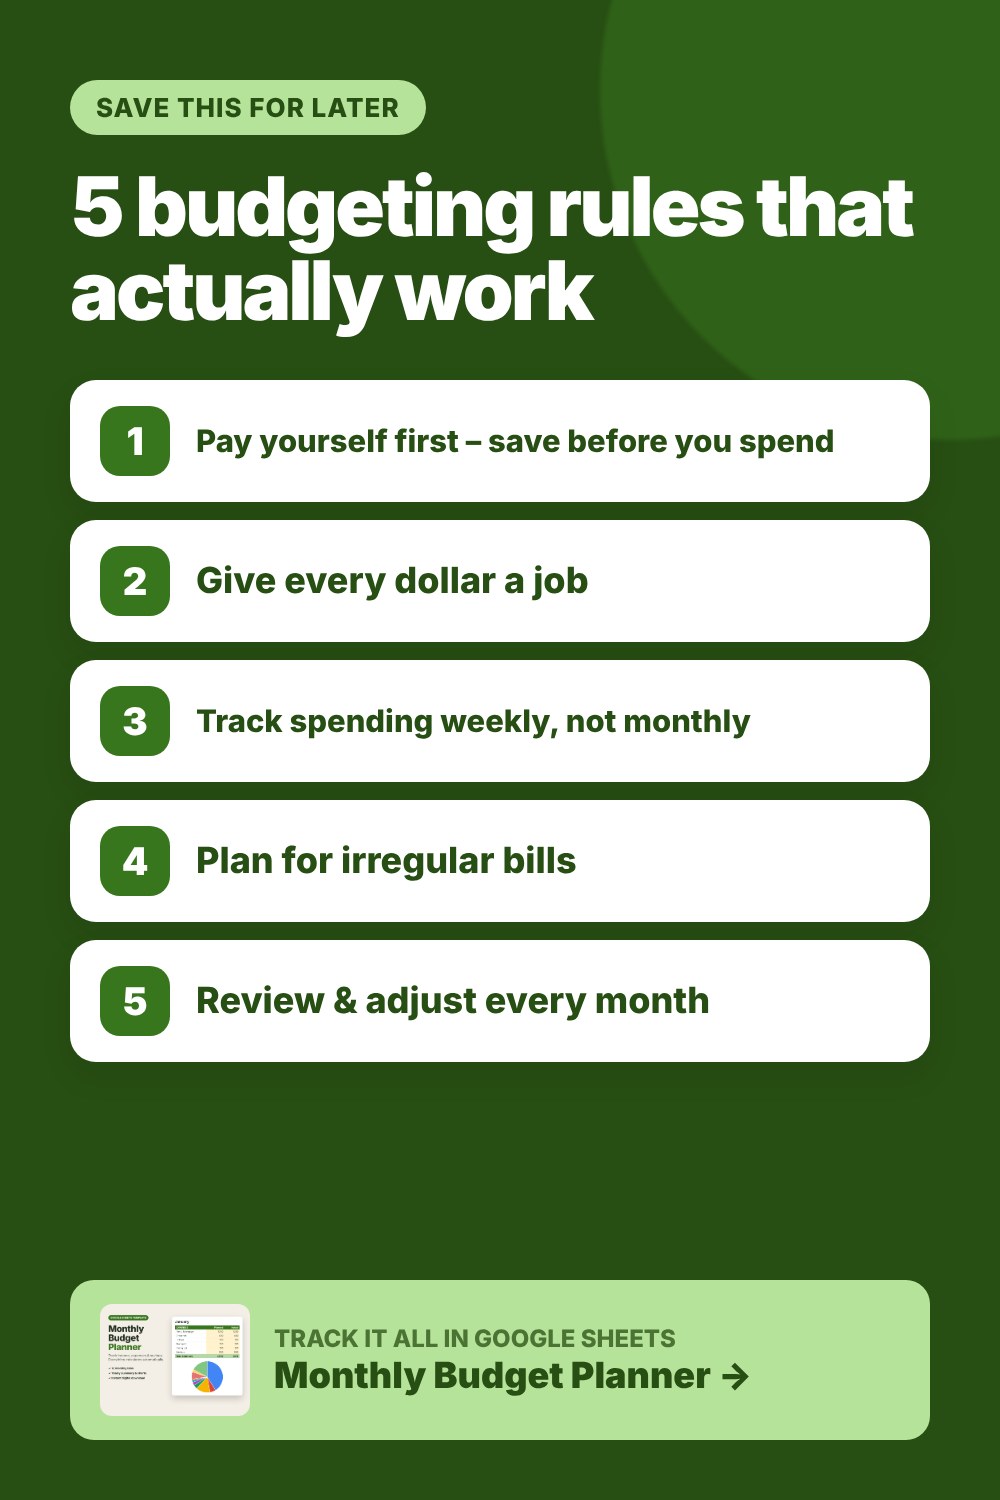 SAVE THIS FOR LATER
5 budgeting rules that
actually work
1
Pay yourself first – save before you spend
2
Give every dollar a job
3
Track spending weekly, not monthly
4
Plan for irregular bills
5
Review & adjust every month
Monthly
Budget
Planner
January
TRACK IT ALL IN GOOGLE SHEETS
Monthly Budget Planner →